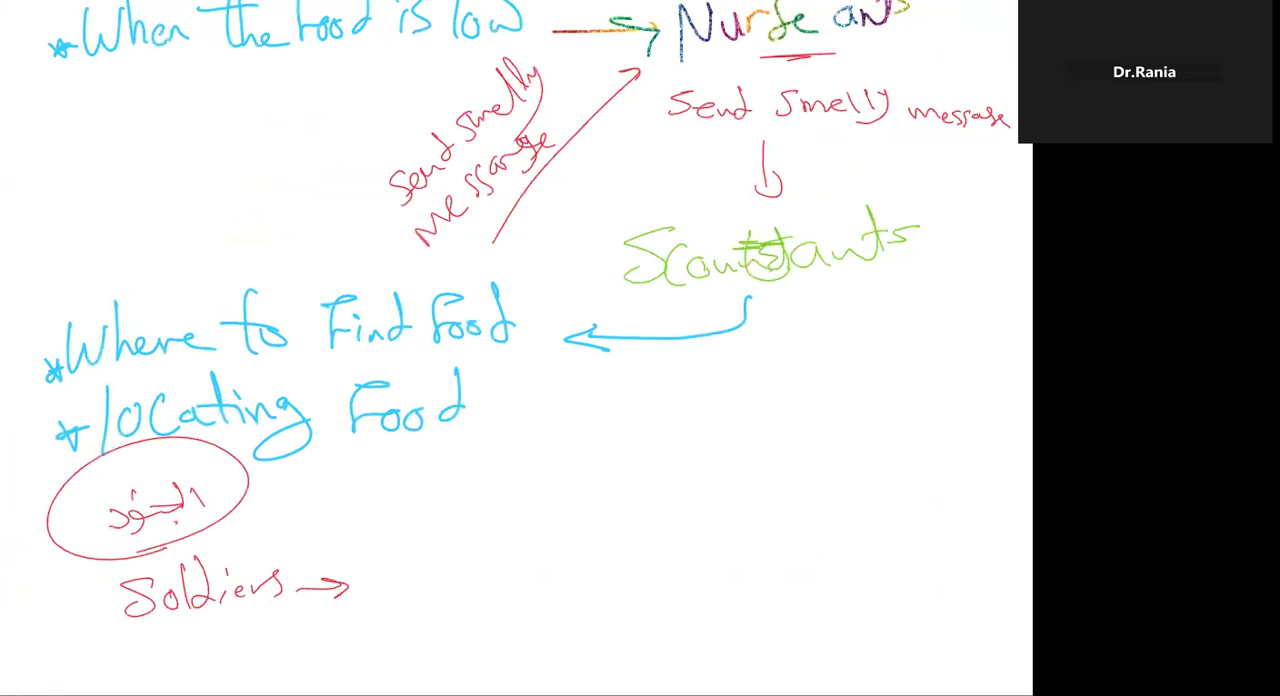 *When the Food is low → Nurse ants
Dr.Rania
Send Smelly message
Send smelly
message
Scouts ants
*Where to Find Food
*locating Food
الجنود
Soldiers →